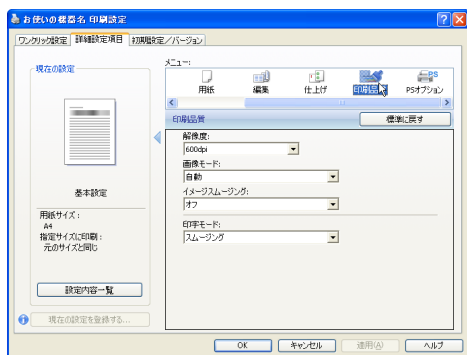 お使いの機器名 印刷設定
ワンクリック設定 詳細設定項目 初期設定／バージョン
現在の設定
基本設定
用紙サイズ：
A4
指定サイズに印刷：
元のサイズと同じ
設定内容一覧
現在の設定を登録する...
メニュー：
用紙 編集 仕上げ 印刷品質 PSオプション
印刷品質 標準に戻す
解像度：
600dpi
画像モード：
自動
イメージスムージング：
オフ
印字モード：
スムージング
OK キャンセル 適用(A) ヘルプ